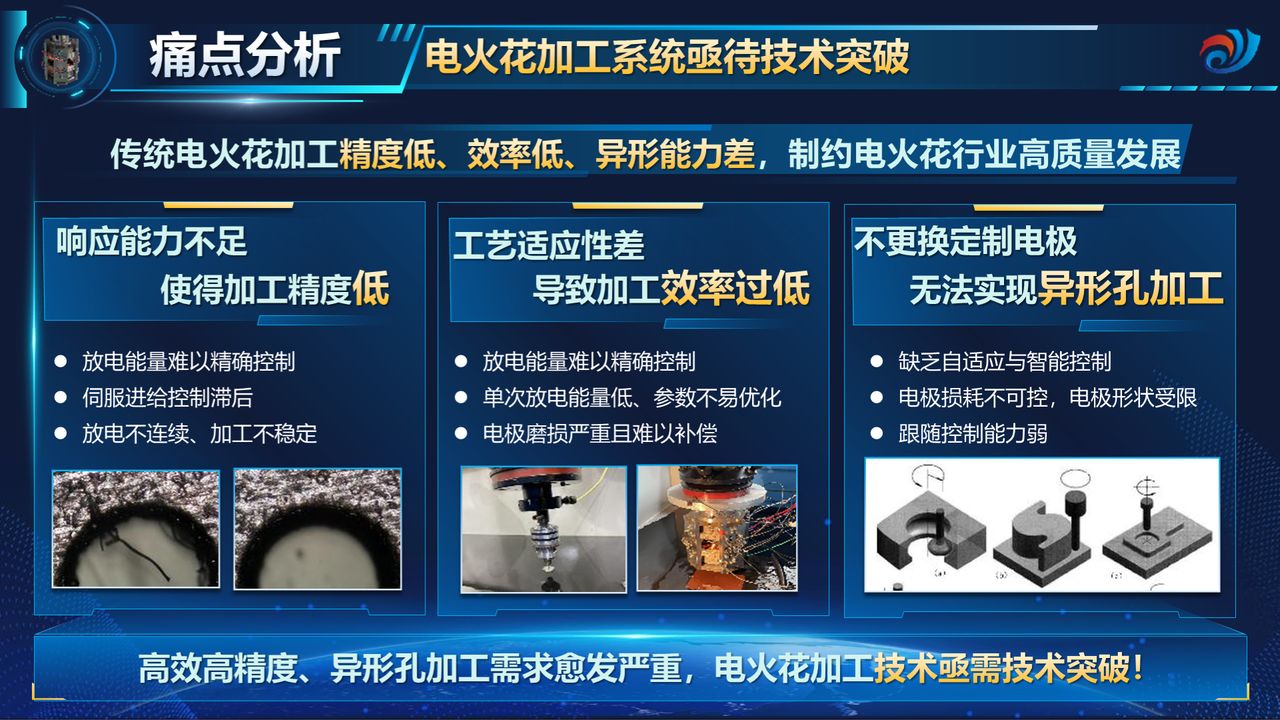 痛点分析
电火花加工系统亟待技术突破
传统电火花加工精度低、效率低、异形能力差，制约电火花行业高质量发展
响应能力不足
使得加工精度低
放电能量难以精确控制
伺服进给控制滞后
放电不连续、加工不稳定
工艺适应性差
导致加工效率过低
放电能量难以精确控制
单次放电能量低、参数不易优化
电极磨损严重且难以补偿
不更换定制电极
无法实现异形孔加工
缺乏自适应与智能控制
电极损耗不可控，电极形状受限
跟随控制能力弱
(a)
(b)
(c)
高效高精度、异形孔加工需求愈发严重，电火花加工技术亟需技术突破！